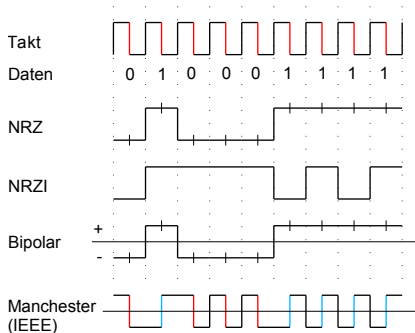 Takt
Daten 0 1 0 0 0 1 1 1 1
NRZ
NRZI
+
Bipolar
-
Manchester
(IEEE)